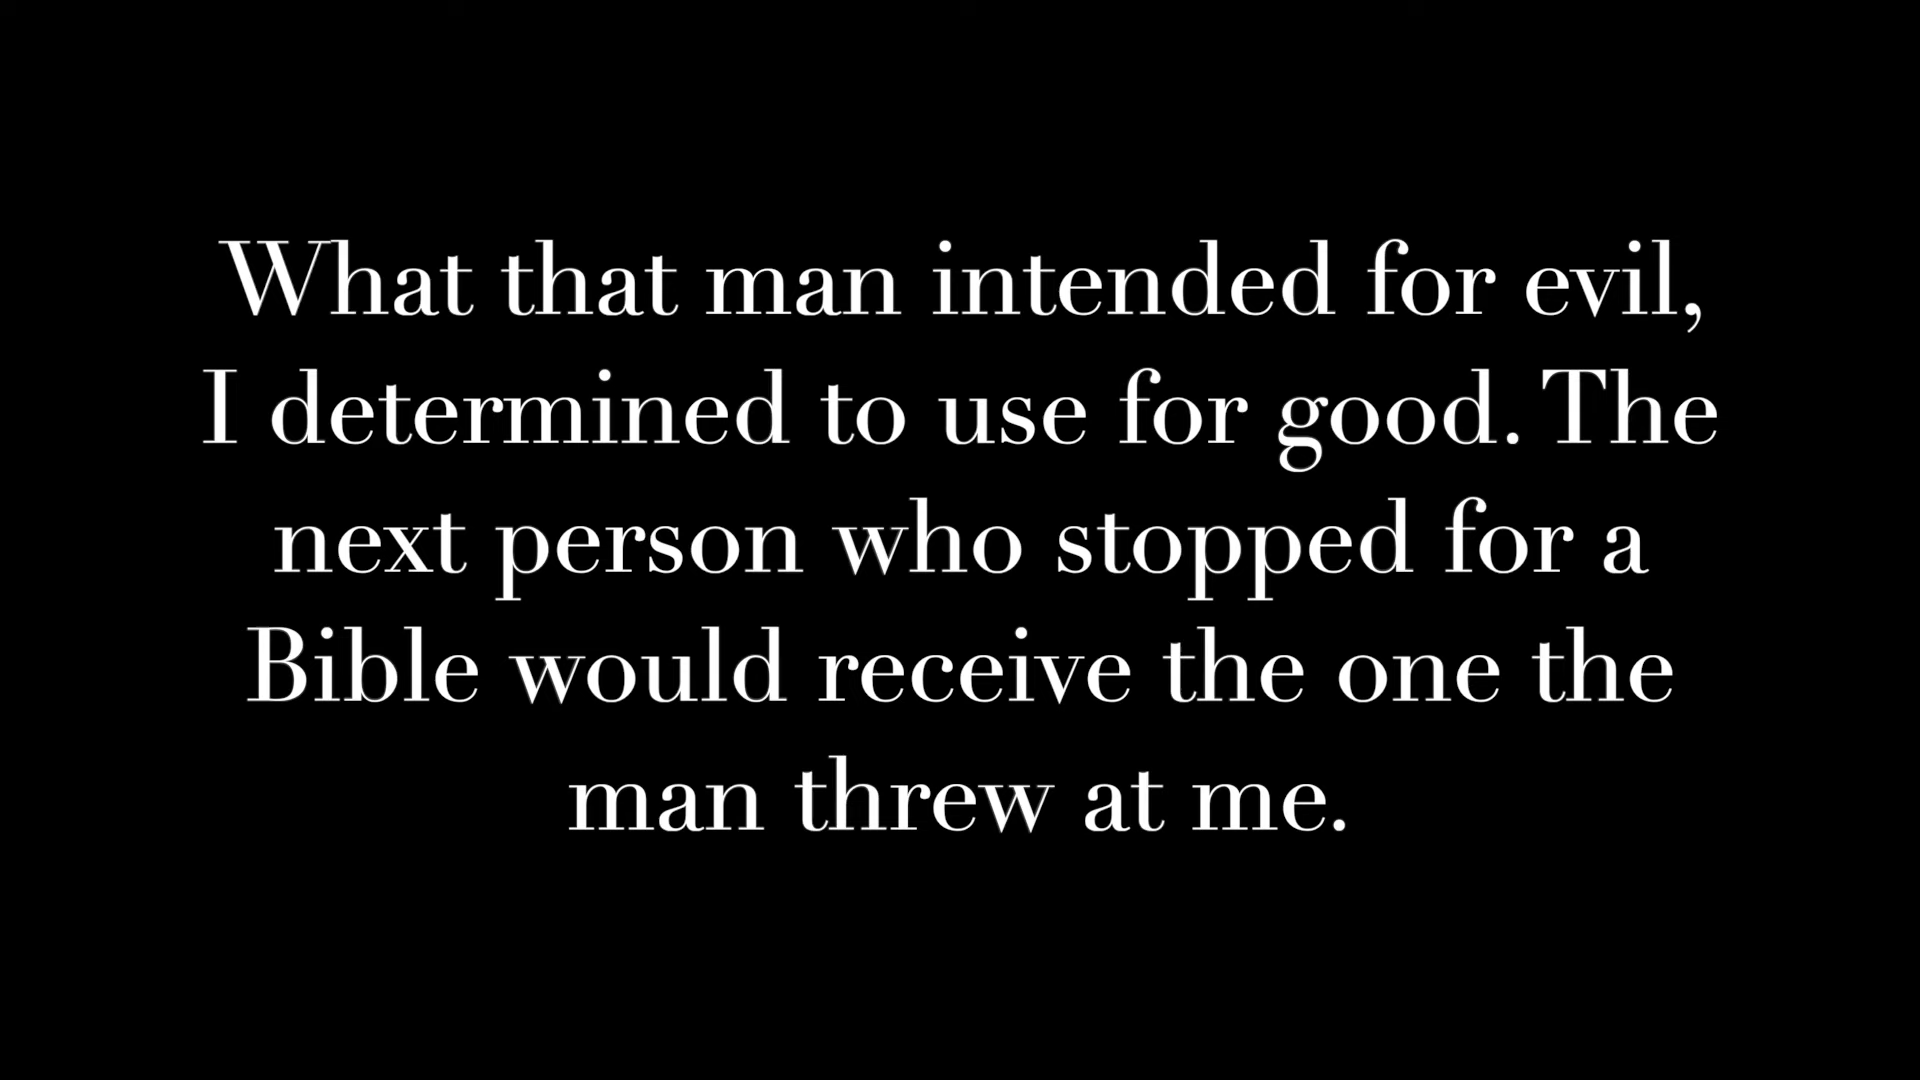 What that man intended for evil,
I determined to use for good. The
next person who stopped for a
Bible would receive the one the
man threw at me.